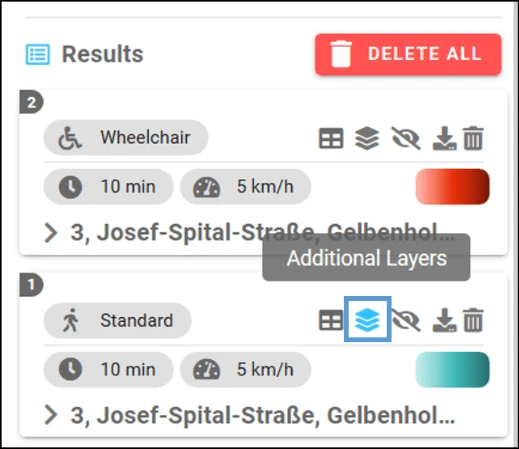 Results
DELETE ALL
2
Wheelchair
10 min
5 km/h
3, Josef-Spital-Straße, Gelbenhol...
Additional Layers
1
Standard
10 min
5 km/h
3, Josef-Spital-Straße, Gelbenhol...